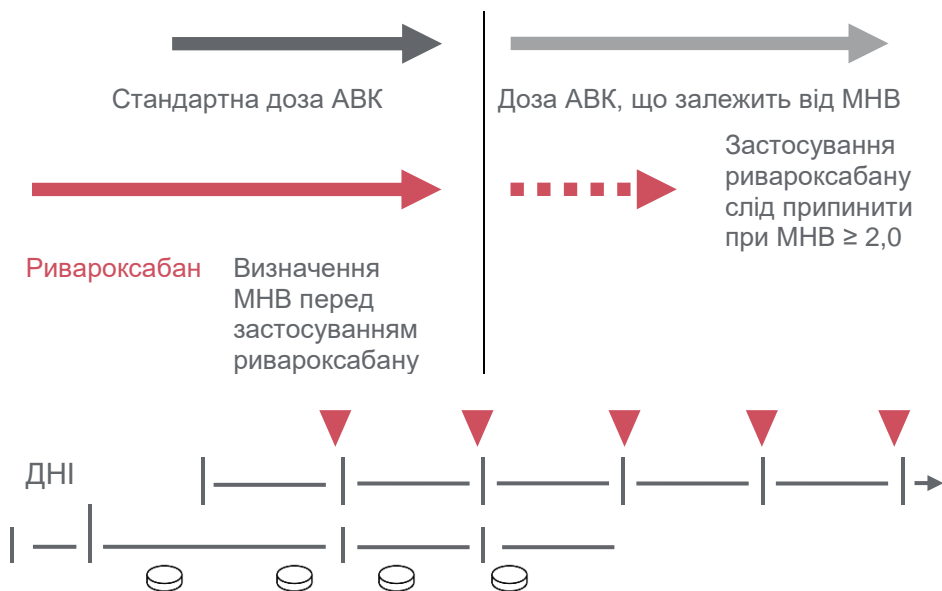 Стандартна доза АВК
Доза АВК, що залежить від МНВ
Застосування
ривароксабану
слід припинити
при МНВ ≥ 2,0
Ривароксабан
Визначення
МНВ перед
застосуванням
ривароксабану
ДНІ